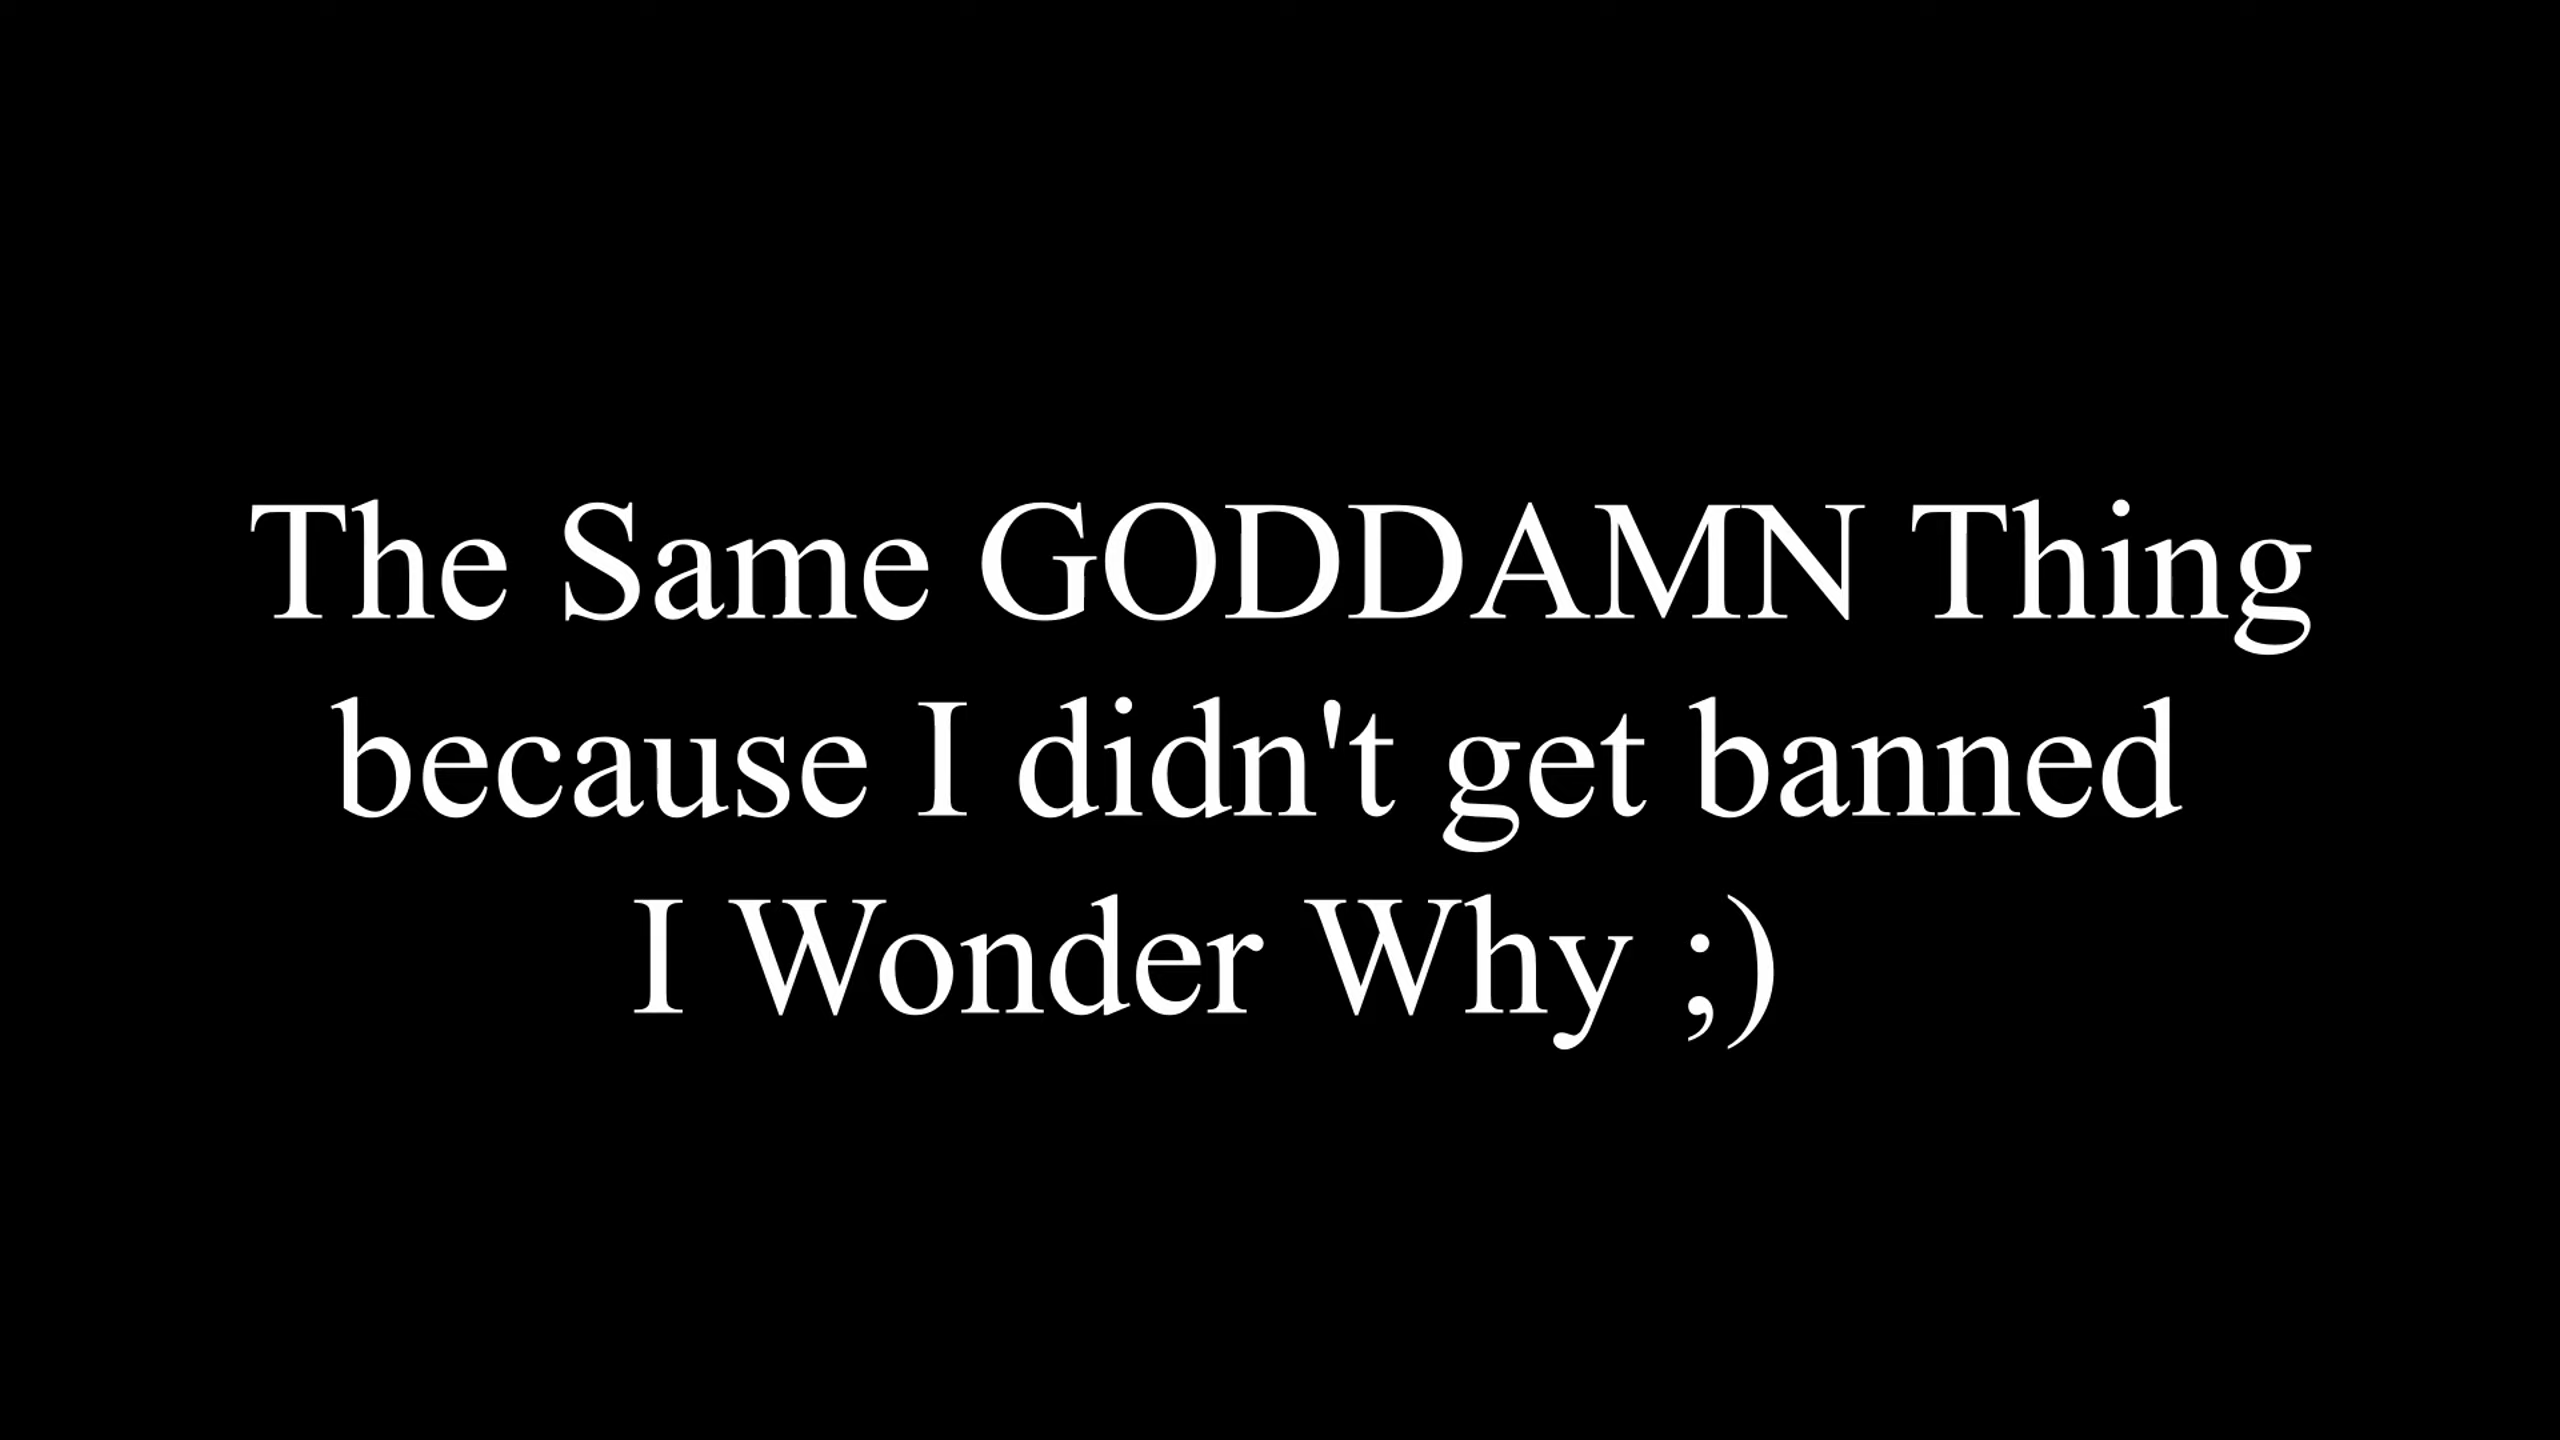 The Same GODDAMN Thing
because I didn't get banned
I Wonder Why ;)